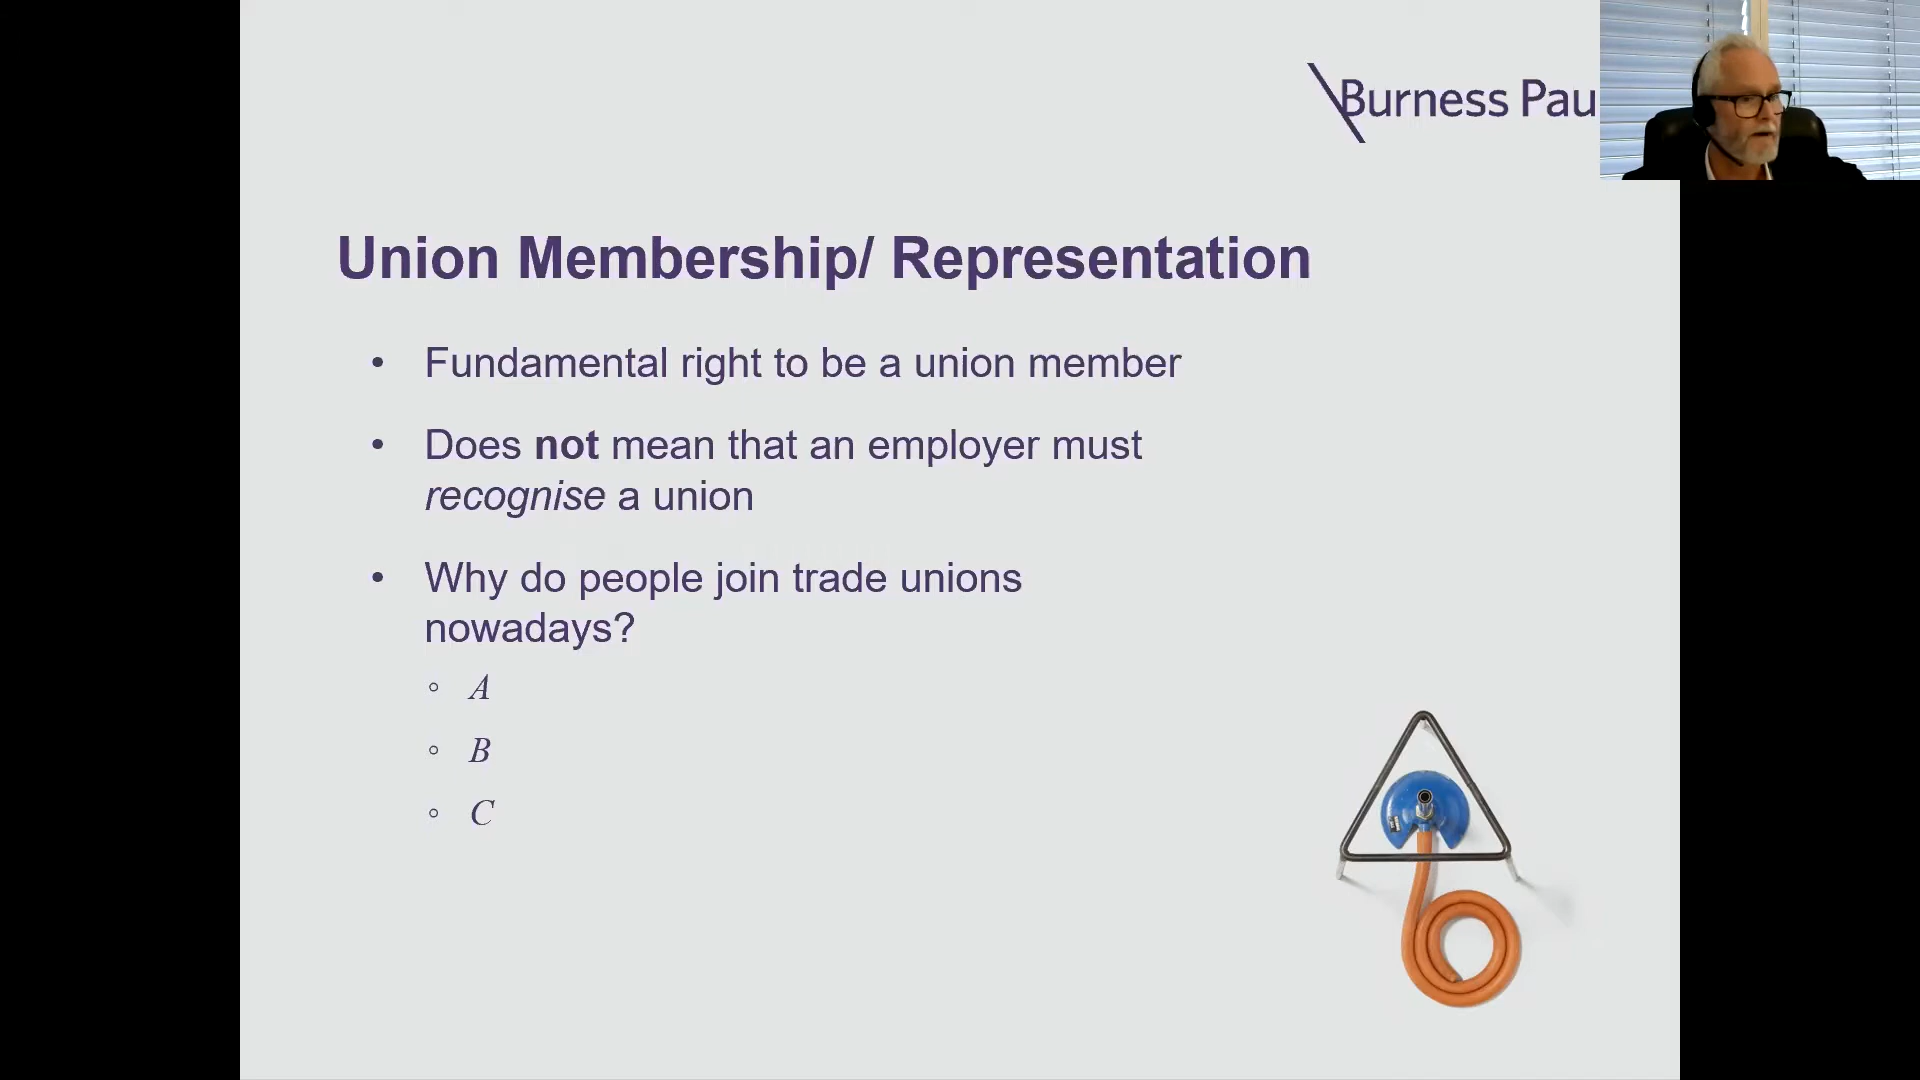 Burness Pau
Union Membership/ Representation
• Fundamental right to be a union member
• Does not mean that an employer must
recognise a union
• Why do people join trade unions
nowadays?
◦ A
◦ B
◦ C